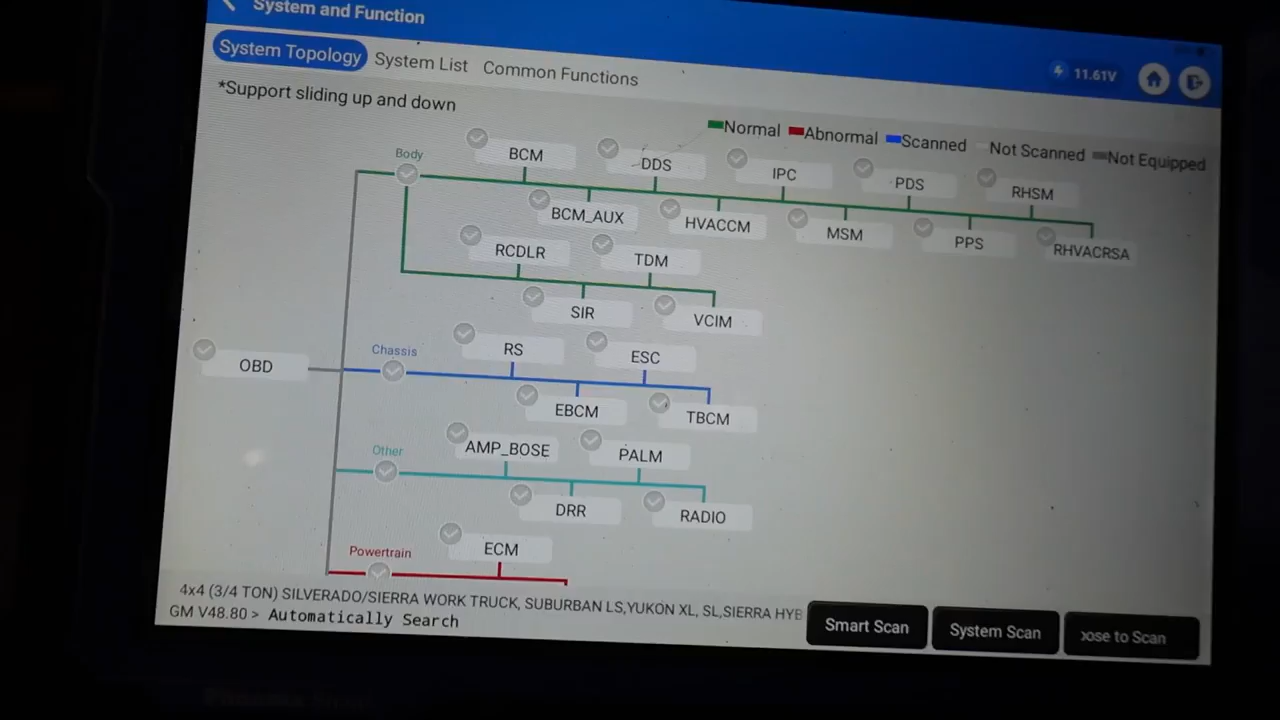 System and Function
System Topology System List Common Functions
11.61V
*Support sliding up and down
Normal Abnormal Scanned Not Scanned Not Equipped
Body
BCM DDS IPC PDS RHSM
BCM_AUX HVACCM MSM PPS RHVACRSA
RCDLR TDM
SIR VCIM
Chassis
RS ESC
OBD
EBCM TBCM
Other
AMP_BOSE PALM
DRR RADIO
Powertrain
ECM
4x4 (3/4 TON) SILVERADO/SIERRA WORK TRUCK, SUBURBAN LS,YUKON XL, SL,SIERRA HYB
GM V48.80 > Automatically Search
Smart Scan System Scan ose to Scan